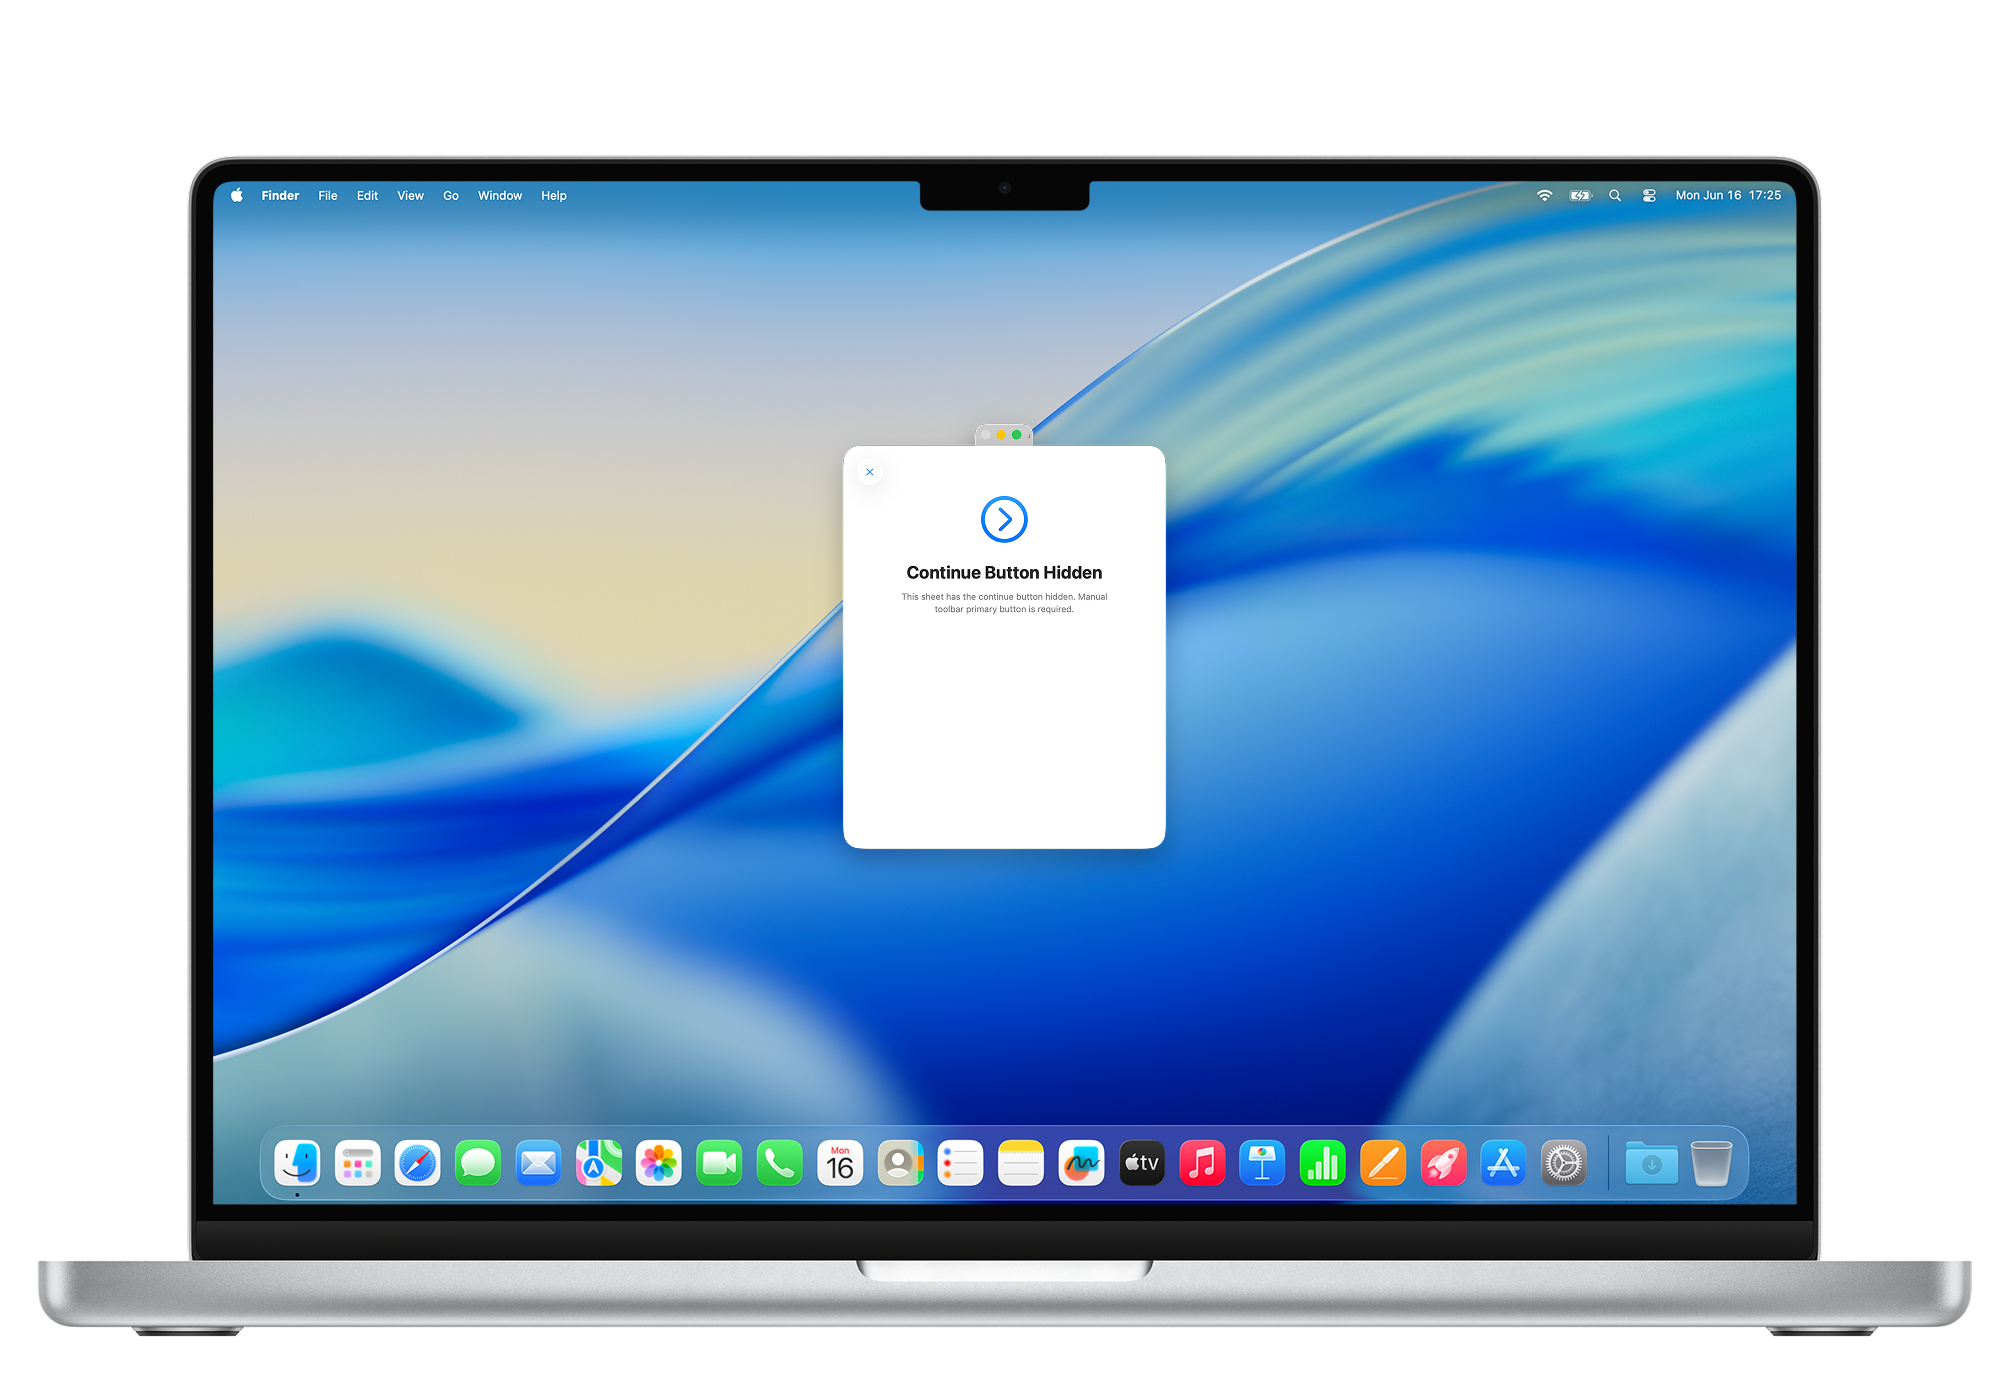 Finder File Edit View Go Window Help
Mon Jun 16 17:25
Continue Button Hidden
This sheet has the continue button hidden. Manual
toolbar primary button is required.
Mon
16
tv